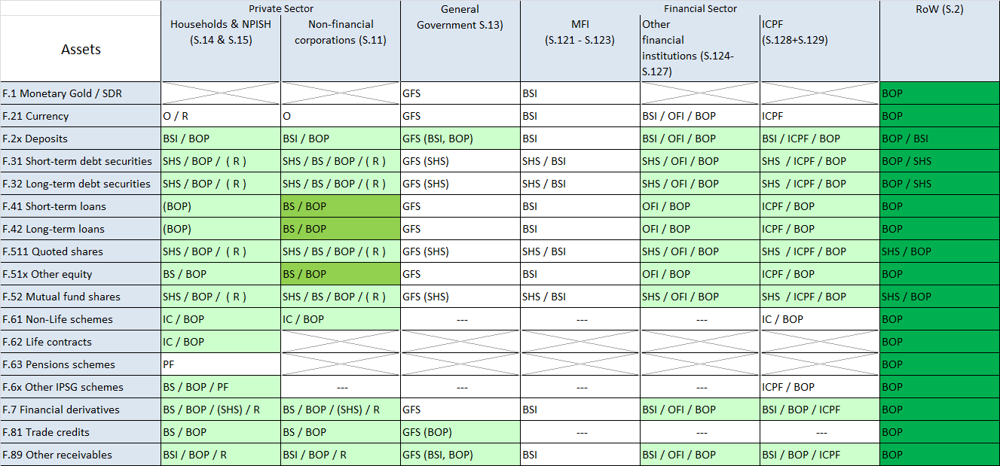 Private Sector General Financial Sector RoW (S.2)
Households & NPISH Non-financial Government S.13) MFI Other ICPF
(S.14 & S.15) corporations (S.11) (S.121 - S.123) financial (S.128+S.129)
Assets institutions (S.124-
S.127)
F.1 Monetary Gold / SDR GFS BSI BOP
F.21 Currency O / R O GFS BSI BSI / OFI / BOP ICPF BOP
F.2x Deposits BSI / BOP BSI / BOP GFS (BSI, BOP) BSI BSI / OFI / BOP BSI / ICPF / BOP BOP / BSI
F.31 Short-term debt securities SHS / BOP / ( R ) SHS / BS / BOP / ( R ) GFS (SHS) SHS / BSI SHS / OFI / BOP SHS / ICPF / BOP BOP / SHS
F.32 Long-term debt securities SHS / BOP / ( R ) SHS / BS / BOP / ( R ) GFS (SHS) SHS / BSI SHS / OFI / BOP SHS / ICPF / BOP BOP / SHS
F.41 Short-term loans (BOP) BS / BOP GFS BSI OFI / BOP ICPF / BOP BOP
F.42 Long-term loans (BOP) BS / BOP GFS BSI OFI / BOP ICPF / BOP BOP
F.511 Quoted shares SHS / BOP / ( R ) SHS / BS / BOP / ( R ) GFS (SHS) SHS / BSI SHS / OFI / BOP SHS / ICPF / BOP SHS / BOP
F.51x Other equity BS / BOP BS / BOP GFS BSI OFI / BOP ICPF / BOP BOP
F.52 Mutual fund shares SHS / BOP / ( R ) SHS / BS / BOP / ( R ) GFS (SHS) SHS / BSI SHS / OFI / BOP SHS / ICPF / BOP SHS / BOP
F.61 Non-Life schemes IC / BOP IC / BOP --- --- --- IC / BOP BOP
F.62 Life contracts IC / BOP BOP
F.63 Pensions schemes PF BOP
F.6x Other IPSG schemes BS / BOP / PF --- --- --- --- ICPF / BOP BOP
F.7 Financial derivatives BS / BOP / (SHS) / R BS / BOP / (SHS) / R GFS BSI BSI / OFI / BOP BSI / BOP / ICPF BOP
F.81 Trade credits BS / BOP BS / BOP GFS (BOP) --- --- --- BOP
F.89 Other receivables BSI / BOP / R BSI / BOP / R GFS (BSI, BOP) BSI BSI / OFI / BOP BSI / BOP / ICPF BOP